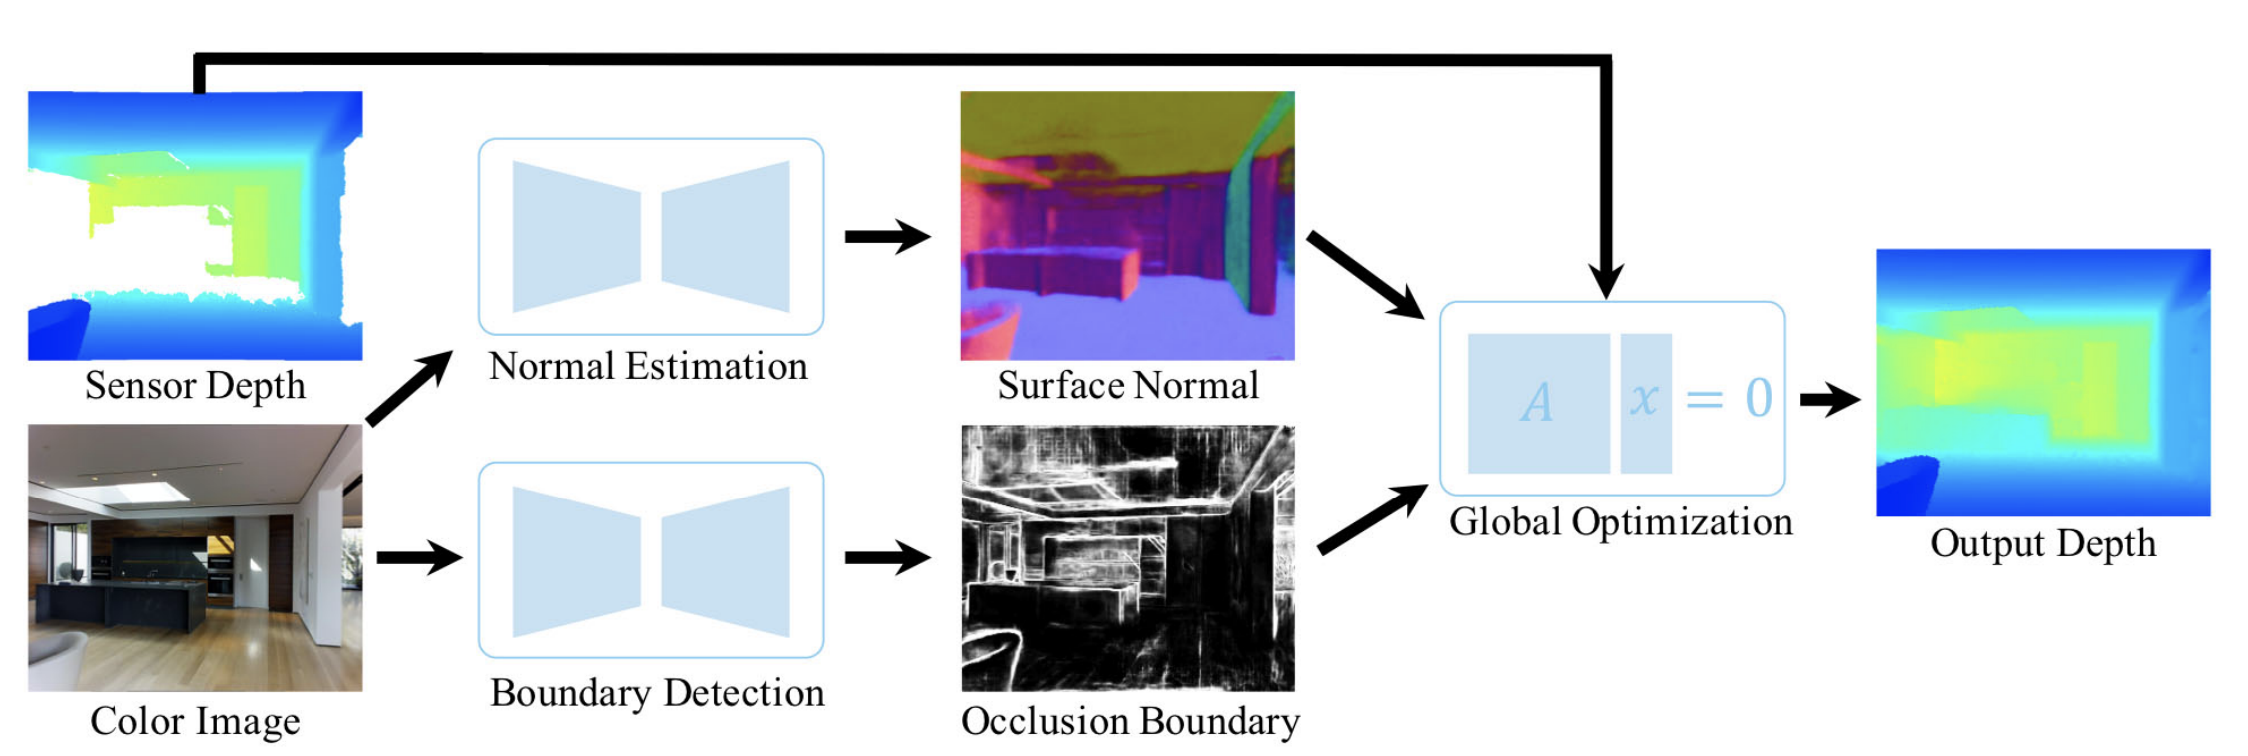 Sensor Depth
Color Image
Normal Estimation
Boundary Detection
Surface Normal
Occlusion Boundary
A x = 0
Global Optimization
Output Depth